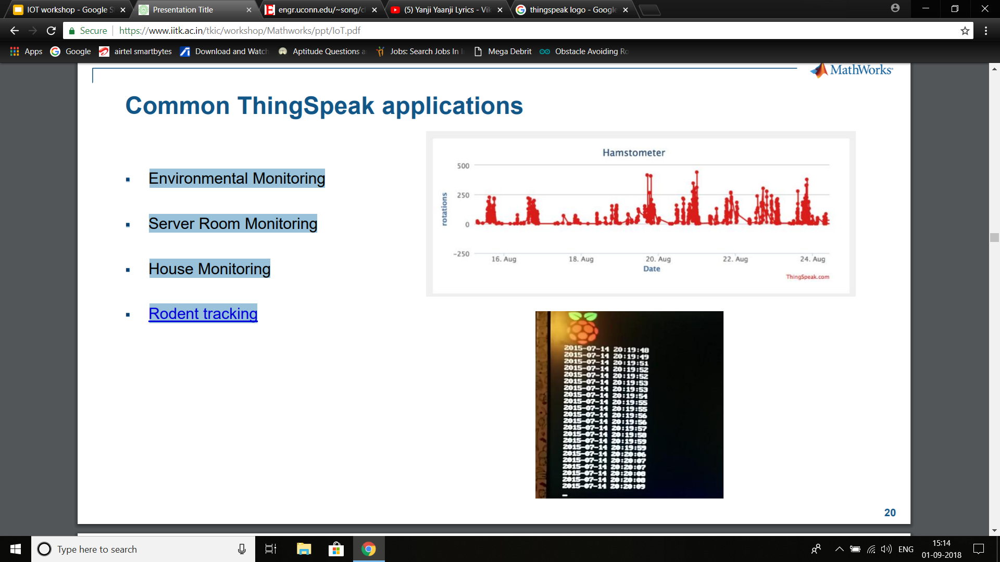 IOT workshop - Google S
Presentation Title
engr.uconn.edu/~song/c
(5) Yanji Yaanji Lyrics - Vik
thingspeak logo - Google
Secure
https://www.iitk.ac.in/tkic/workshop/Mathworks/ppt/IoT.pdf
Apps
Google
airtel smartbytes
Download and Watch
Aptitude Questions a
Jobs: Search Jobs In I
Mega Debrit
Obstacle Avoiding Ro
MathWorks
Common ThingSpeak applications
Environmental Monitoring
Server Room Monitoring
House Monitoring
Rodent tracking
Hamstometer
500
250
0
-250
rotations
16. Aug 18. Aug 20. Aug 22. Aug 24. Aug
Date
ThingSpeak.com
2015-07-14 20:19:48
2015-07-14 20:19:49
2015-07-14 20:19:51
2015-07-14 20:19:52
2015-07-14 20:19:52
2015-07-14 20:19:53
2015-07-14 20:19:53
2015-07-14 20:19:54
2015-07-14 20:19:55
2015-07-14 20:19:55
2015-07-14 20:19:56
2015-07-14 20:19:56
2015-07-14 20:19:57
2015-07-14 20:19:58
2015-07-14 20:19:59
2015-07-14 20:19:59
2015-07-14 20:20:06
2015-07-14 20:20:07
2015-07-14 20:20:07
2015-07-14 20:20:08
2015-07-14 20:20:08
2015-07-14 20:20:09
20
Type here to search
ENG
15:14
01-09-2018